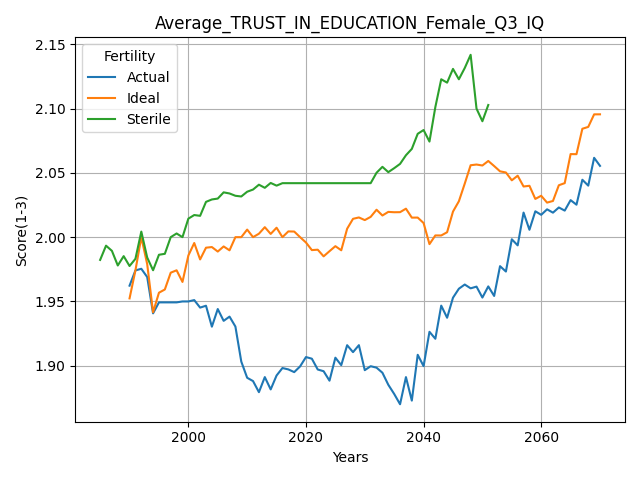 Average_TRUST_IN_EDUCATION_Female_Q3_IQ
Fertility
Actual
Ideal
Sterile
2.15
2.10
2.05
2.00
1.95
1.90
Score(1-3)
2000
2020
2040
2060
Years